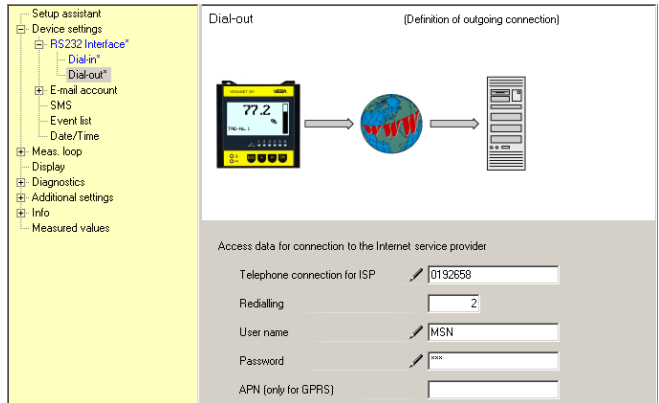 Setup assistant
Device settings
RS232 Interface*
Dial-in*
Dial-out*
E-mail account
SMS
Event list
Date/Time
Meas. loop
Display
Diagnostics
Additional settings
Info
Measured values
Dial-out (Definition of outgoing connection)
VEGA
77.2
%
TAG-No.1
WWW
Access data for connection to the Internet service provider
Telephone connection for ISP 0192658
Redialling 2
User name MSN
Password ***
APN (only for GPRS)